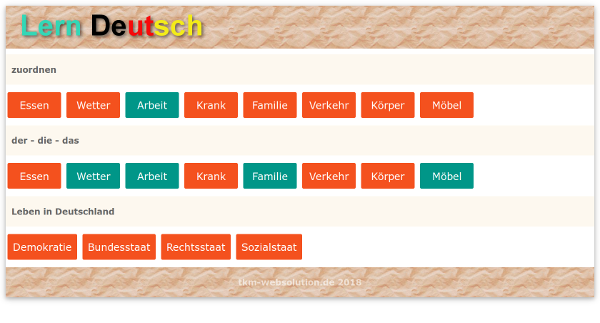 Lern Deutsch
zuordnen
Essen Wetter Arbeit Krank Familie Verkehr Körper Möbel
der - die - das
Essen Wetter Arbeit Krank Familie Verkehr Körper Möbel
Leben in Deutschland
Demokratie Bundesstaat Rechtsstaat Sozialstaat
tkm-webxolution.de 2018